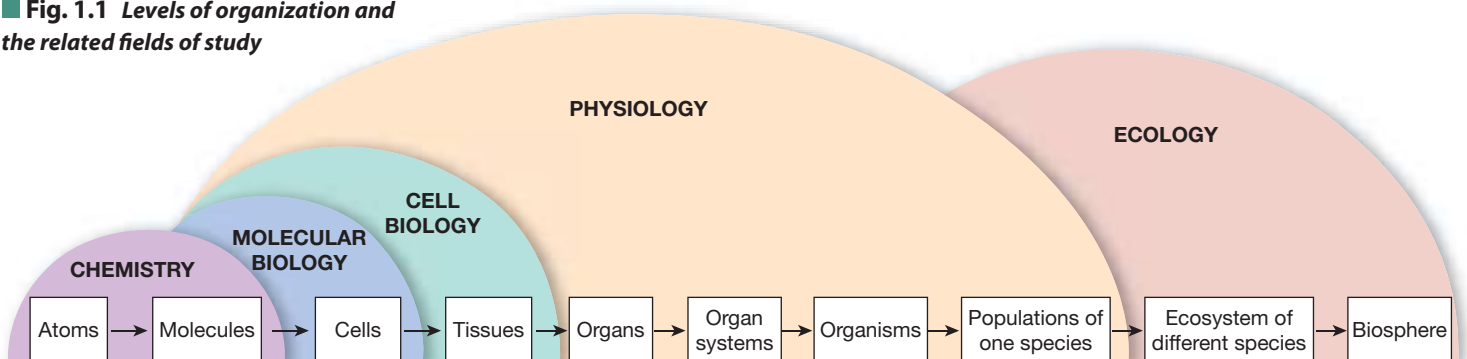 Fig. 1.1 Levels of organization and
the related fields of study
PHYSIOLOGY
ECOLOGY
CELL
BIOLOGY
MOLECULAR
BIOLOGY
CHEMISTRY
Atoms
Molecules
Cells
Tissues
Organs
Organ
systems
Organisms
Populations of
one species
Ecosystem of
different species
Biosphere